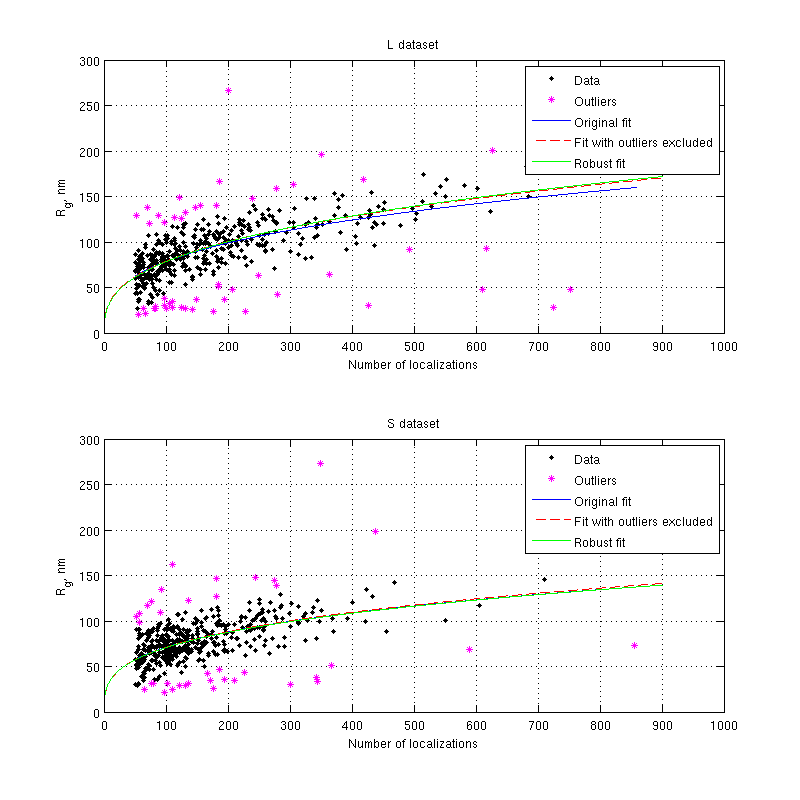 L dataset
300
250
200
150
100
50
0
R_g, nm
Data
Outliers
Original fit
Fit with outliers excluded
Robust fit
0 100 200 300 400 500 600 700 800 900 1000
Number of localizations
S dataset
300
250
200
150
100
50
0
R_g, nm
Data
Outliers
Original fit
Fit with outliers excluded
Robust fit
0 100 200 300 400 500 600 700 800 900 1000
Number of localizations